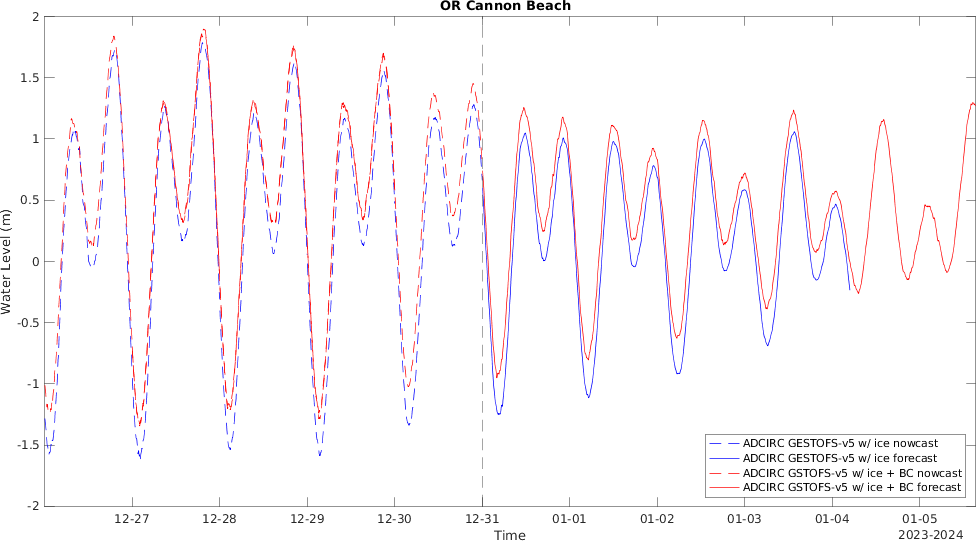 OR Cannon Beach
2
1.5
1
0.5
0
-0.5
-1
-1.5
-2
Water Level (m)
12-27 12-28 12-29 12-30 12-31 01-01 01-02 01-03 01-04 01-05
Time
2023-2024
ADCIRC GESTOFS-v5 w/ ice nowcast
ADCIRC GESTOFS-v5 w/ ice forecast
ADCIRC GSTOFS-v5 w/ ice + BC nowcast
ADCIRC GSTOFS-v5 w/ ice + BC forecast